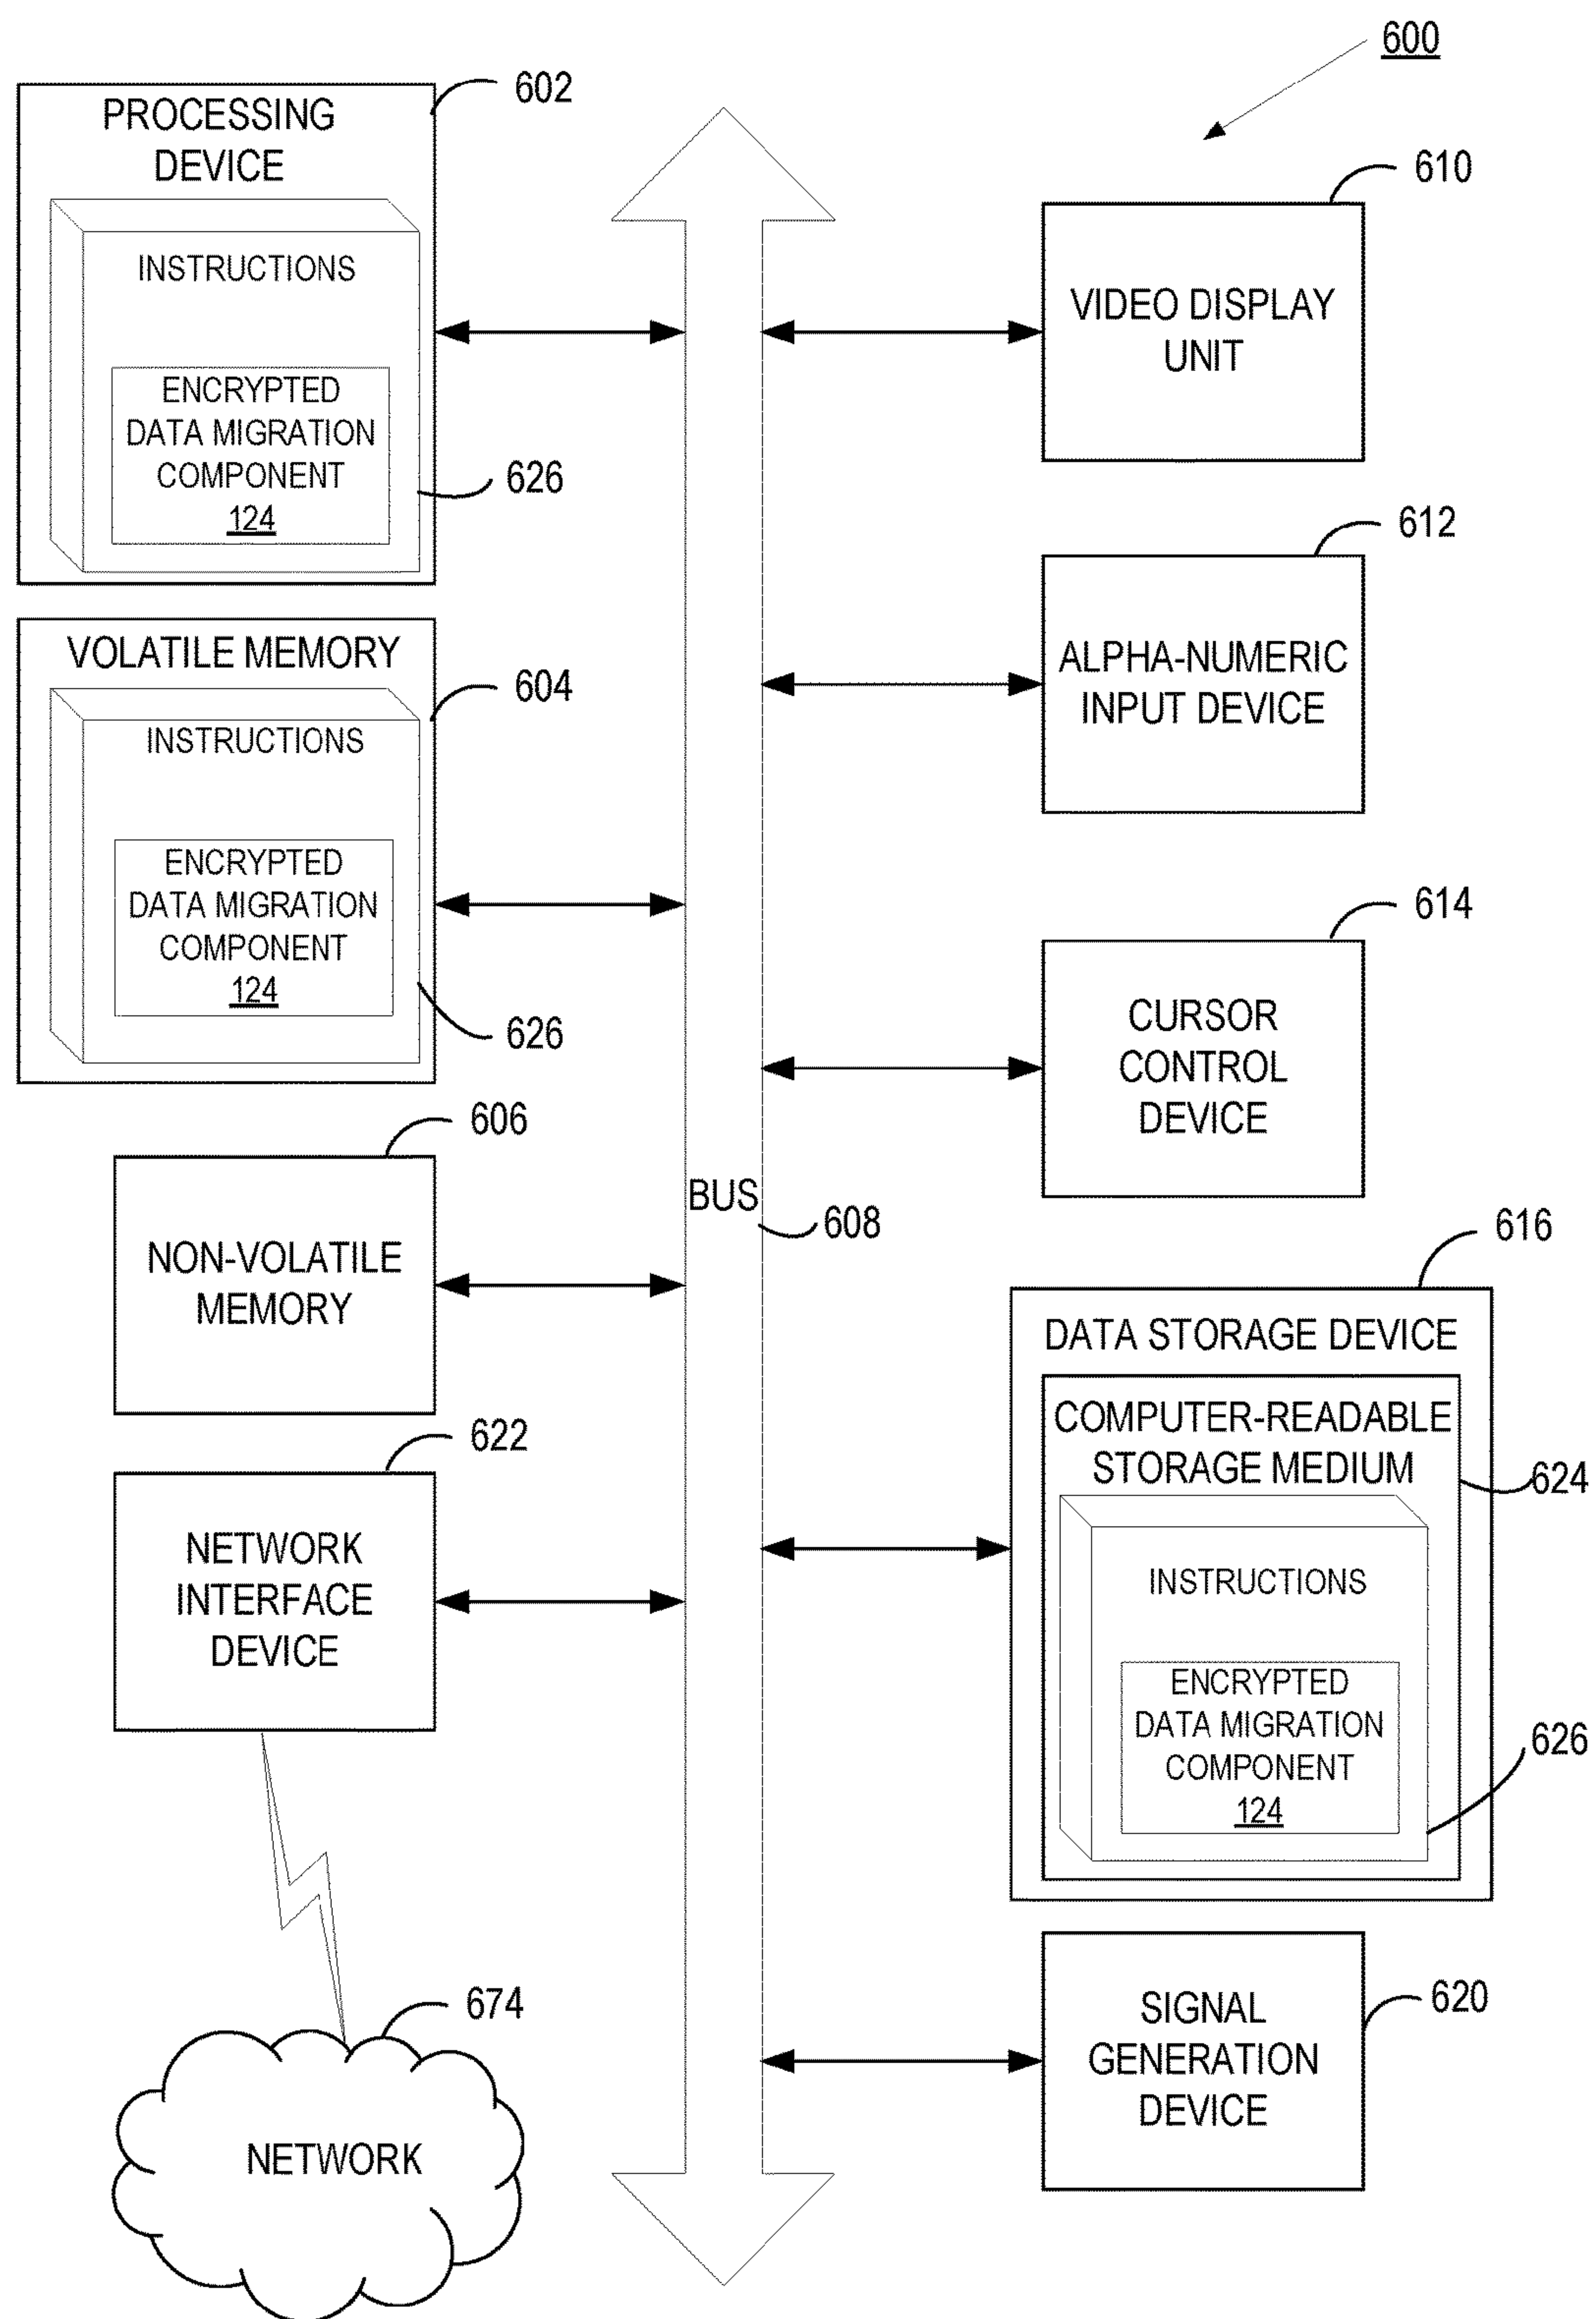 600
602
PROCESSING
DEVICE
INSTRUCTIONS
ENCRYPTED
DATA MIGRATION
COMPONENT
124
626
VOLATILE MEMORY
604
INSTRUCTIONS
ENCRYPTED
DATA MIGRATION
COMPONENT
124
626
606
NON-VOLATILE
MEMORY
622
NETWORK
INTERFACE
DEVICE
674
NETWORK
BUS
608
610
VIDEO DISPLAY
UNIT
612
ALPHA-NUMERIC
INPUT DEVICE
614
CURSOR
CONTROL
DEVICE
616
DATA STORAGE DEVICE
COMPUTER-READABLE
STORAGE MEDIUM
624
INSTRUCTIONS
ENCRYPTED
DATA MIGRATION
COMPONENT
124
626
SIGNAL
GENERATION
DEVICE
620